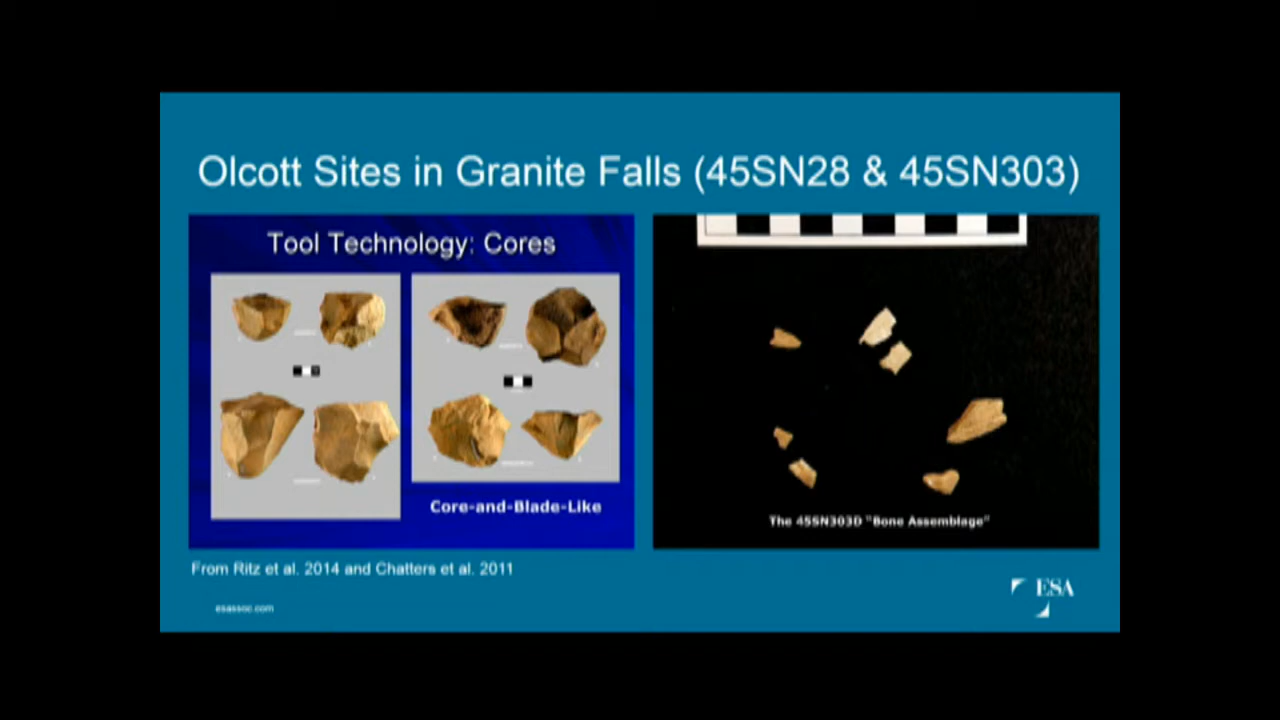 Olcott Sites in Granite Falls (45SN28 & 45SN303)
Tool Technology: Cores
Core-and-Blade-Like
The 45SN303D "Bone Assemblage"
From Ritz et al. 2014 and Chatters et al. 2011
esassoc.com
ESA